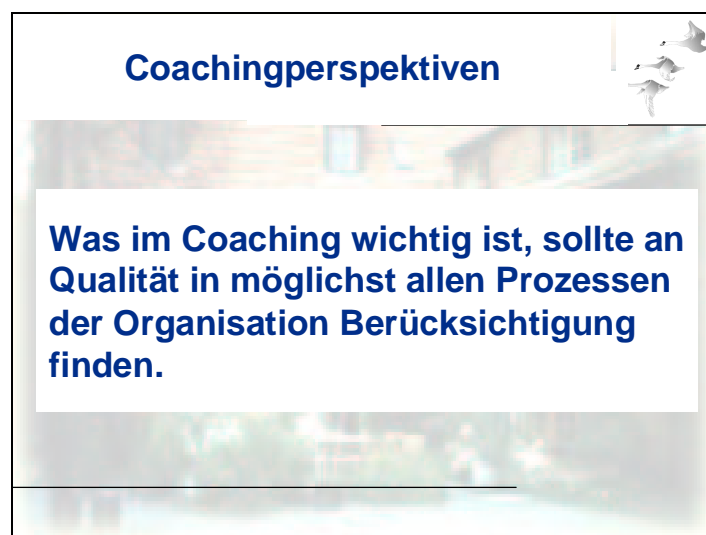 Coachingperspektiven
Was im Coaching wichtig ist, sollte an
Qualität in möglichst allen Prozessen
der Organisation Berücksichtigung
finden.